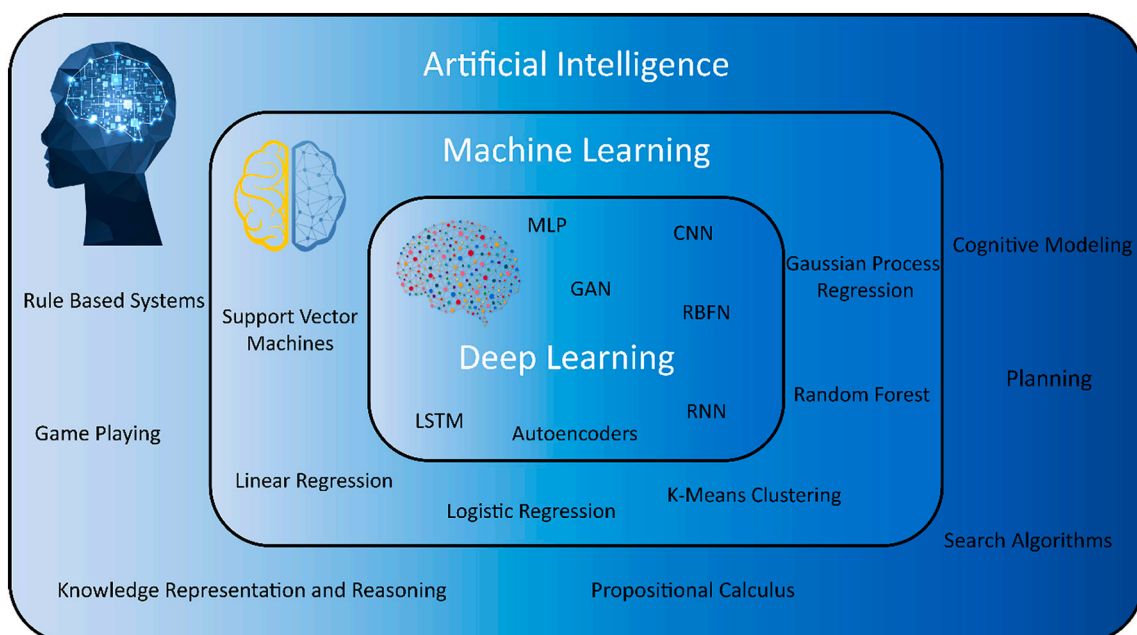 Artificial Intelligence
Machine Learning
MLP
CNN
Cognitive Modeling
Gaussian Process
Regression
GAN
Rule Based Systems
RBFN
Support Vector
Machines
Deep Learning
Planning
Random Forest
RNN
LSTM
Autoencoders
Game Playing
Linear Regression
K-Means Clustering
Logistic Regression
Search Algorithms
Knowledge Representation and Reasoning
Propositional Calculus